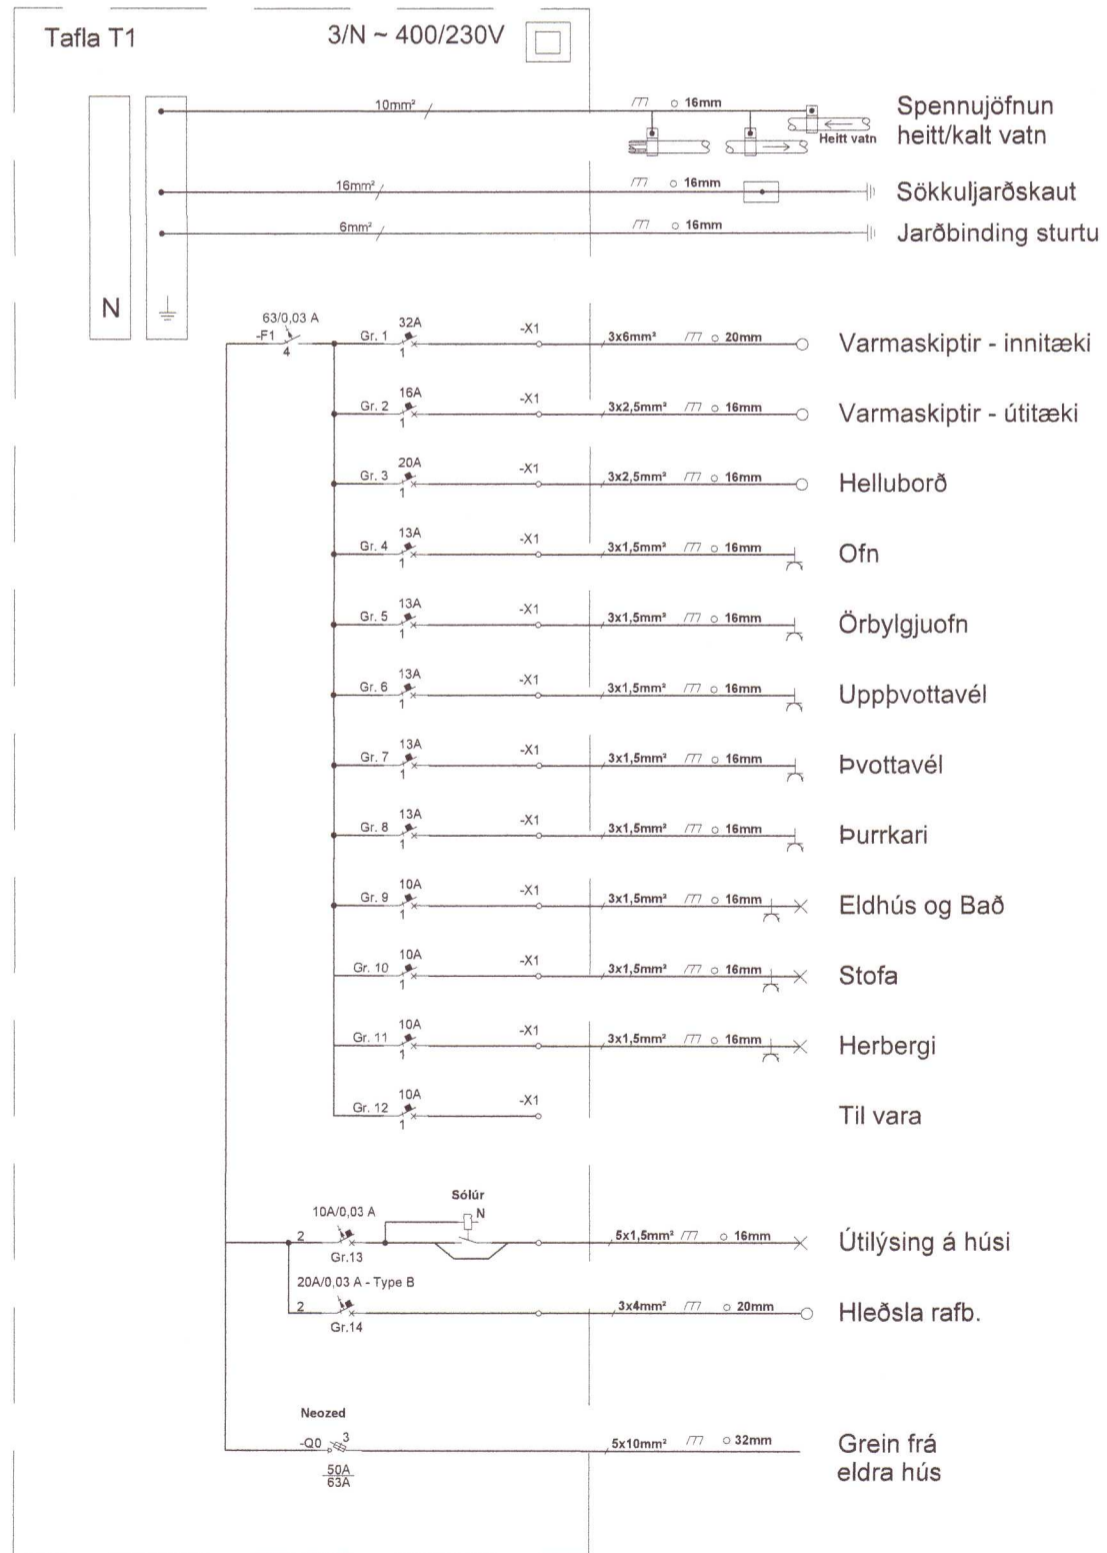 Tafla T1 3/N ~ 400/230V
10mm² 16mm Spennujöfnun
heitt/kalt vatn
Heitt vatn
16mm² 16mm Sökkuljarðskaut
6mm² 16mm Jarðbinding sturtu
N
63/0,03 A
-F1
4
Gr. 1 32A 1 -X1 3x6mm² 20mm Varmaskiptir - innitæki
Gr. 2 16A 1 -X1 3x2,5mm² 16mm Varmaskiptir - útitæki
Gr. 3 20A 1 -X1 3x2,5mm² 16mm Helluborð
Gr. 4 13A 1 -X1 3x1,5mm² 16mm Ofn
Gr. 5 13A 1 -X1 3x1,5mm² 16mm Örbylgjuofn
Gr. 6 13A 1 -X1 3x1,5mm² 16mm Uppþvottavél
Gr. 7 13A 1 -X1 3x1,5mm² 16mm Þvottavél
Gr. 8 13A 1 -X1 3x1,5mm² 16mm Þurrkari
Gr. 9 10A 1 -X1 3x1,5mm² 16mm Eldhús og Bað
Gr. 10 10A 1 -X1 3x1,5mm² 16mm Stofa
Gr. 11 10A 1 -X1 3x1,5mm² 16mm Herbergi
Gr. 12 10A 1 -X1 Til vara
Sólúr
N
10A/0,03 A
2 Gr.13 5x1,5mm² 16mm Útilýsing á húsi
20A/0,03 A - Type B
2 Gr.14 3x4mm² 20mm Hleðsla rafb.
Neozed
-Q0 3 5x10mm² 32mm Grein frá
eldra hús
50A
63A